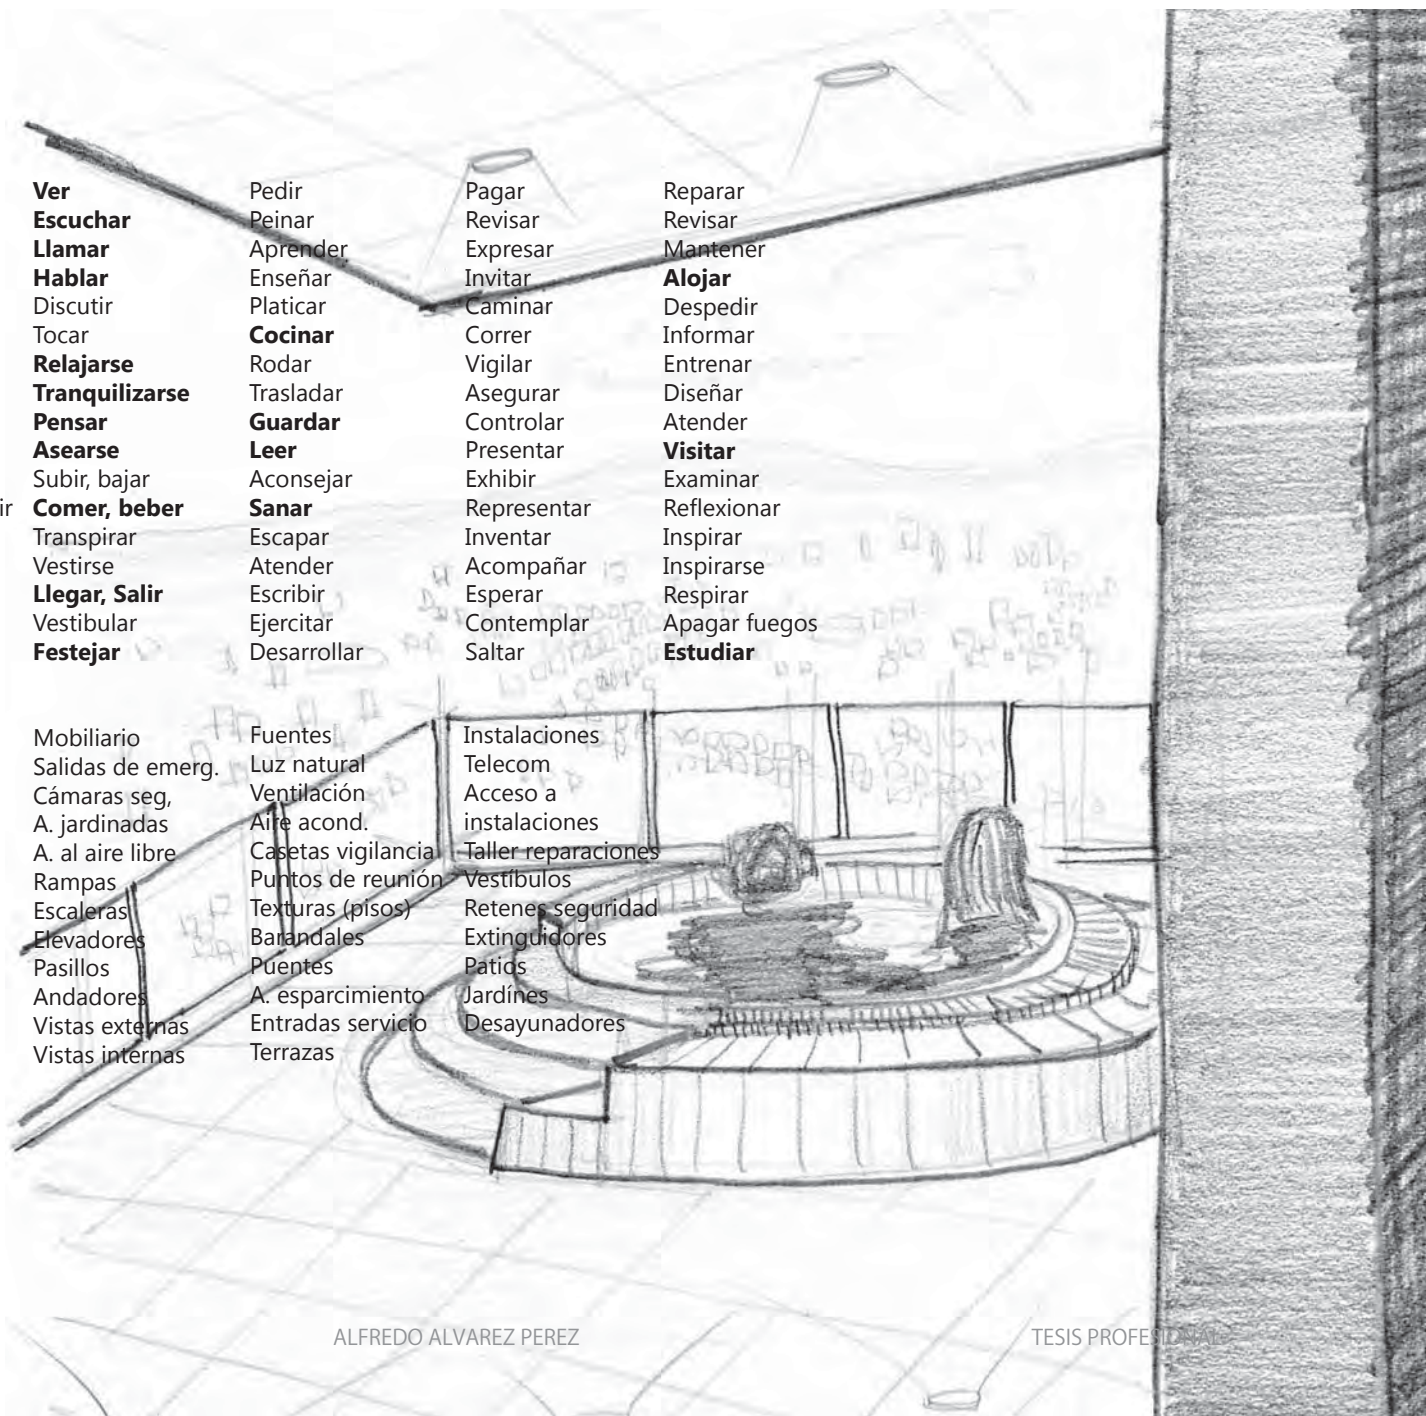 Ver
Escuchar
Llamar
Hablar
Discutir
Tocar
Relajarse
Tranquilizarse
Pensar
Asearse
Subir, bajar
ir
Comer, beber
Transpirar
Vestirse
Llegar, Salir
Vestibular
Festejar
Pedir
Peinar
Aprender
Enseñar
Platicar
Cocinar
Rodar
Trasladar
Guardar
Leer
Aconsejar
Sanar
Escapar
Atender
Escribir
Ejercitar
Desarrollar
Pagar
Revisar
Expresar
Invitar
Caminar
Correr
Vigilar
Asegurar
Controlar
Presentar
Exhibir
Representar
Inventar
Acompañar
Esperar
Contemplar
Saltar
Reparar
Revisar
Mantener
Alojar
Despedir
Informar
Entrenar
Diseñar
Atender
Visitar
Examinar
Reflexionar
Inspirar
Inspirarse
Respirar
Apagar fuegos
Estudiar
Mobiliario
Salidas de emerg.
Cámaras seg,
A. jardinadas
A. al aire libre
Rampas
Escaleras
Elevadores
Pasillos
Andadores
Vistas externas
Vistas internas
Fuentes
Luz natural
Ventilación
Aire acond.
Casetas vigilancia
Puntos de reunión
Texturas (pisos)
Barandales
Puentes
A. esparcimiento
Entradas servicio
Terrazas
Instalaciones
Telecom
Acceso a
instalaciones
Taller reparaciones
Vestíbulos
Retenes seguridad
Extinguidores
Patios
Jardínes
Desayunadores
ALFREDO ALVAREZ PEREZ
TESIS PROFESIONAL